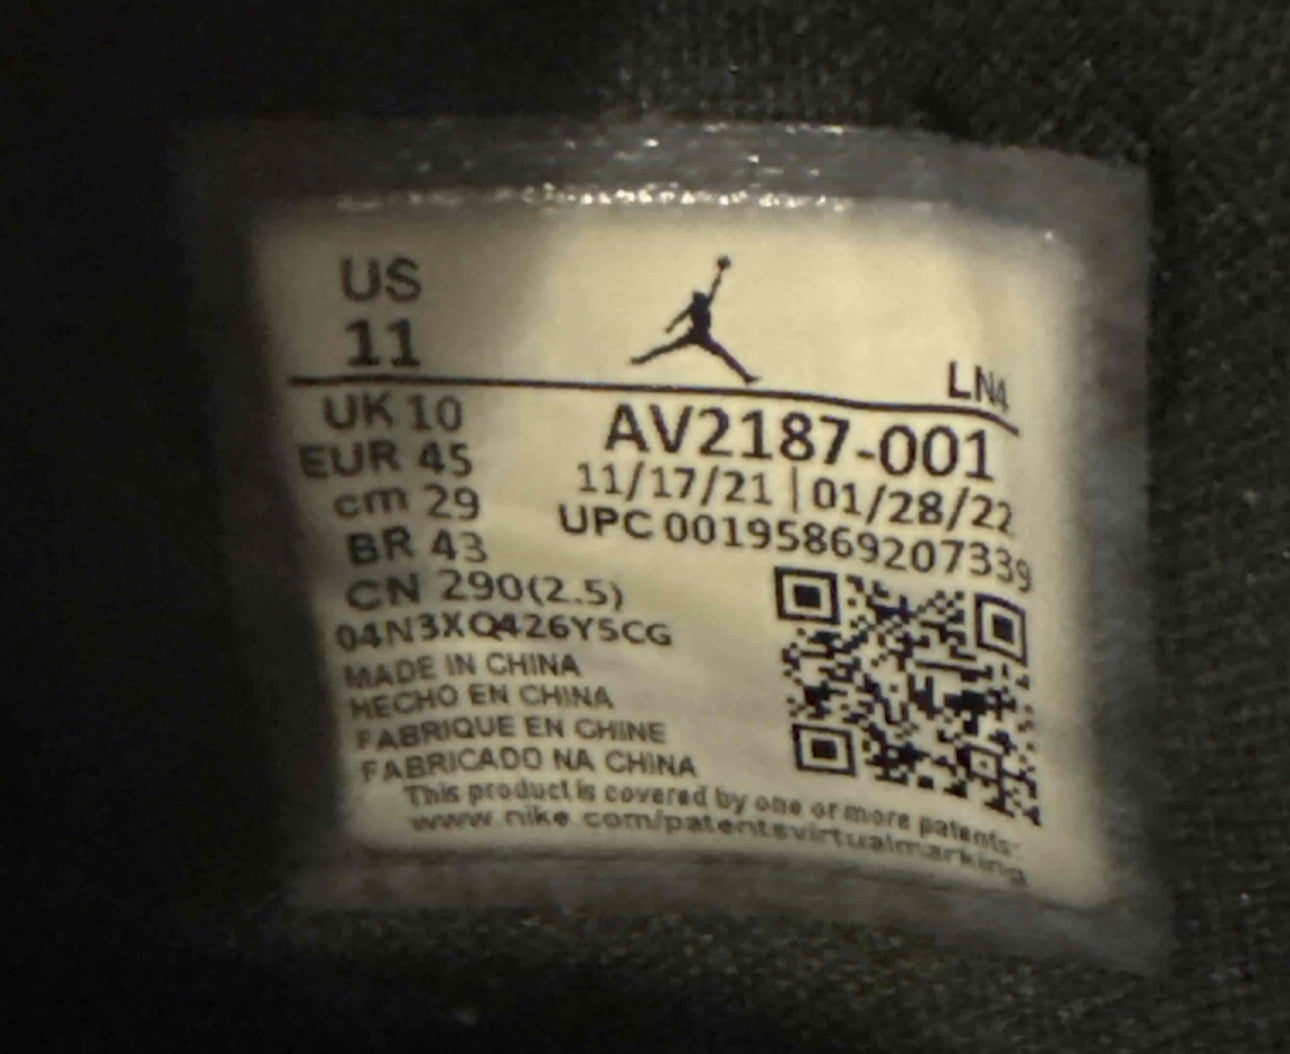 US
11
LN4
UK 10
EUR 45
cm 29
BR 43
CN 290(2.5)
04N3XQ426Y5CG
MADE IN CHINA
HECHO EN CHINA
FABRIQUE EN CHINE
FABRICADO NA CHINA
AV2187-001
11/17/21 | 01/28/22
UPC 00195869207339
This product is covered by one or more patents:
www.nike.com/patentsvirtualmarking